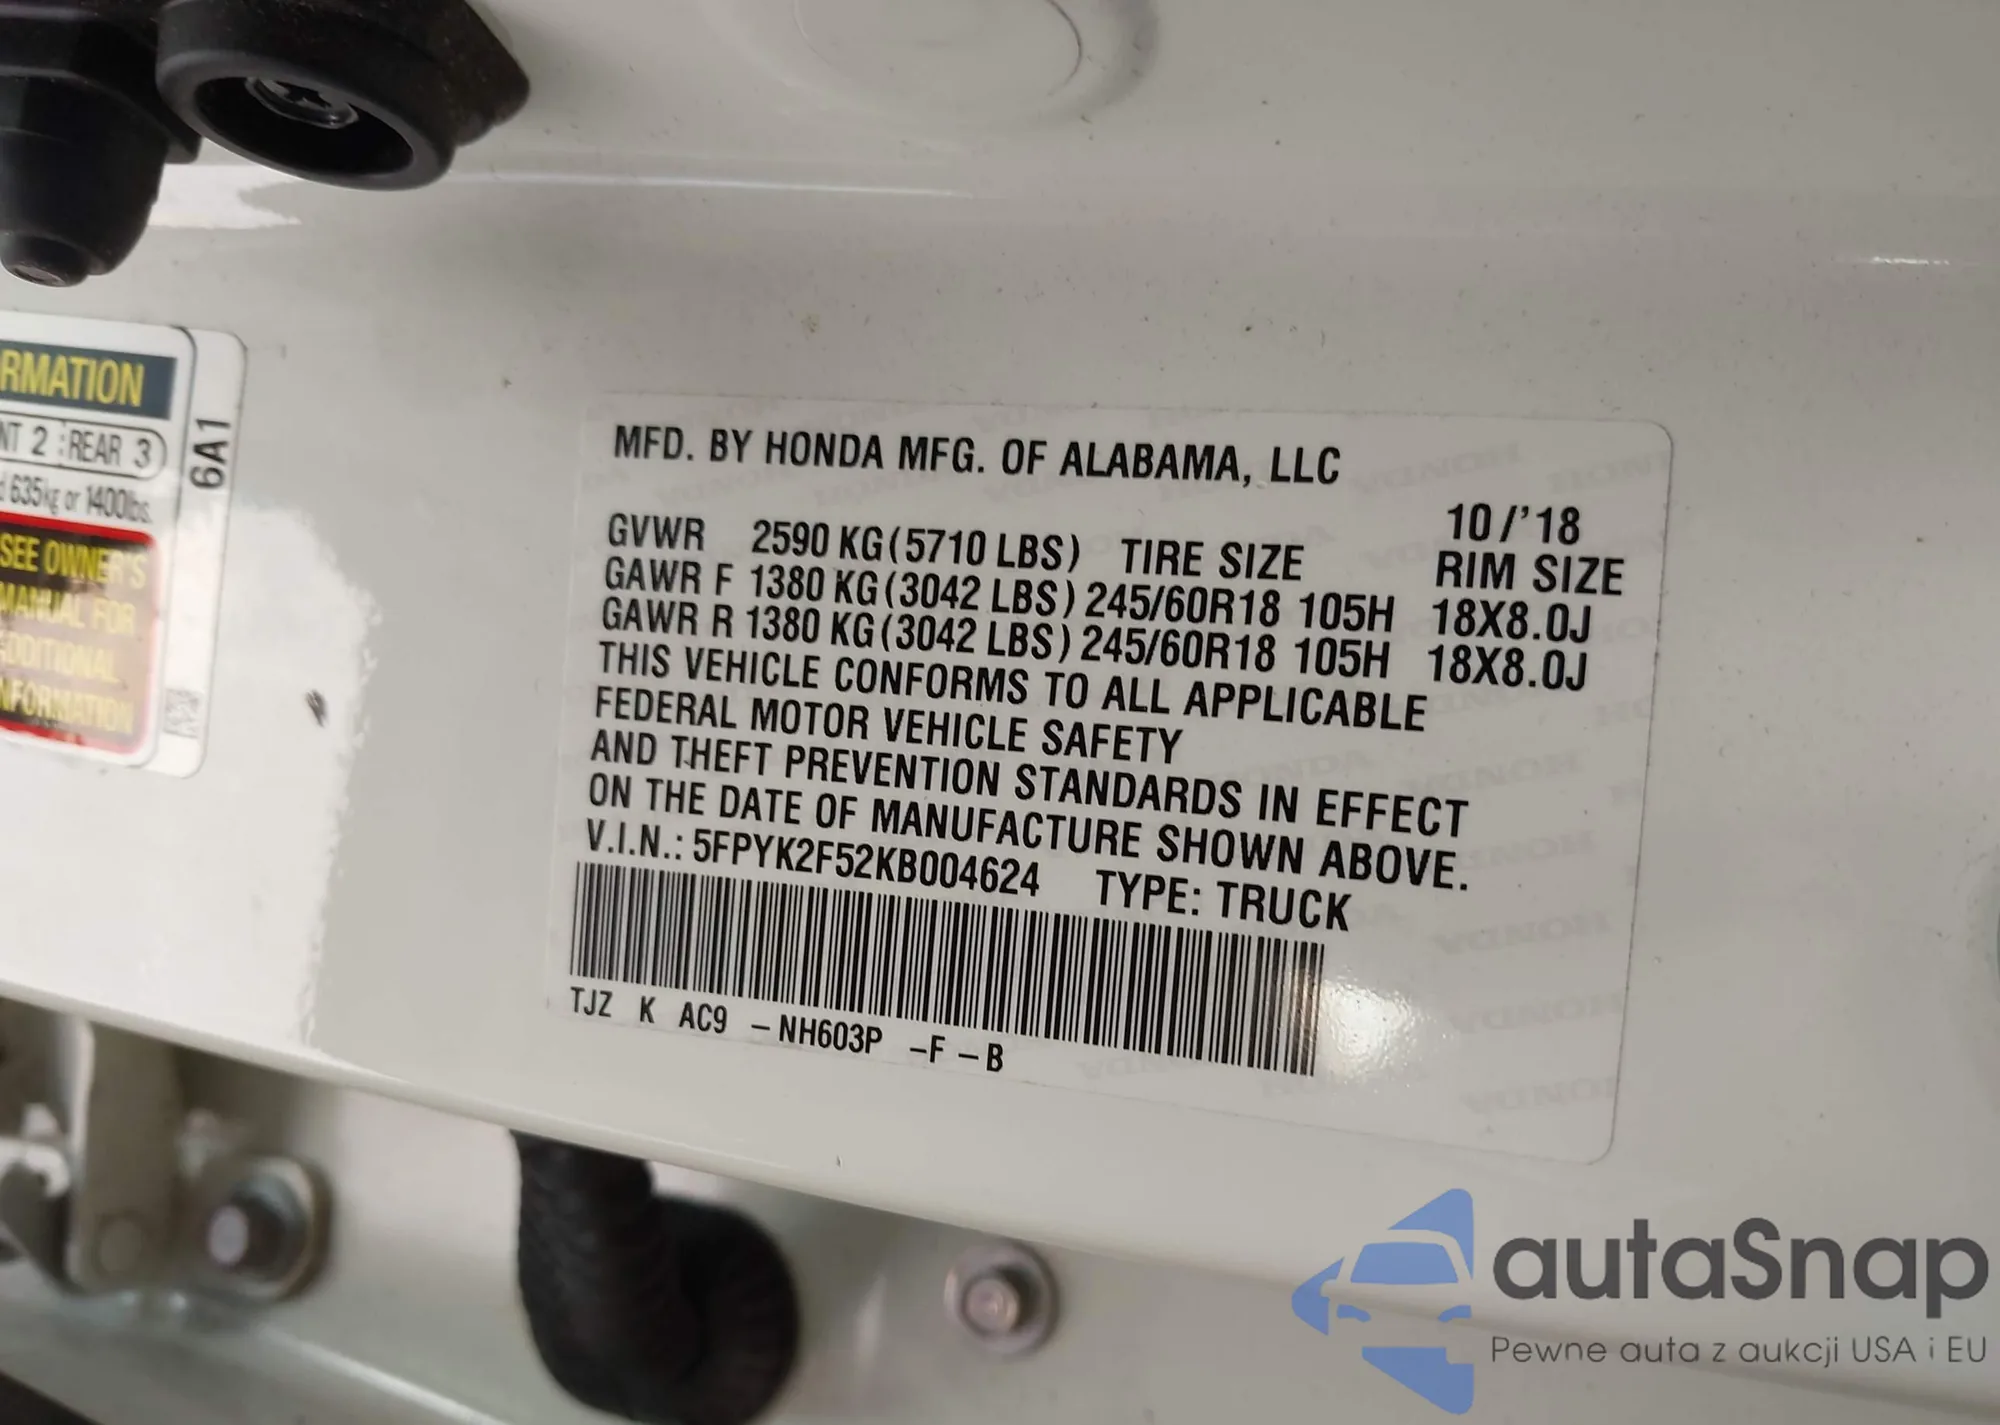 RMATION
NT 2 REAR 3
635kg or 1400lbs.
SEE OWNER'S
MANUAL FOR
ADDITIONAL
INFORMATION
6A1
MFD. BY HONDA MFG. OF ALABAMA, LLC
10/'18
GVWR 2590 KG(5710 LBS) TIRE SIZE RIM SIZE
GAWR F 1380 KG(3042 LBS) 245/60R18 105H 18X8.0J
GAWR R 1380 KG(3042 LBS) 245/60R18 105H 18X8.0J
THIS VEHICLE CONFORMS TO ALL APPLICABLE
FEDERAL MOTOR VEHICLE SAFETY
AND THEFT PREVENTION STANDARDS IN EFFECT
ON THE DATE OF MANUFACTURE SHOWN ABOVE.
V.I.N.: 5FPYK2F52KB004624 TYPE: TRUCK
TJZ K AC9 -NH603P -F -B
autaSnap
Pewne auta z aukcji USA i EU